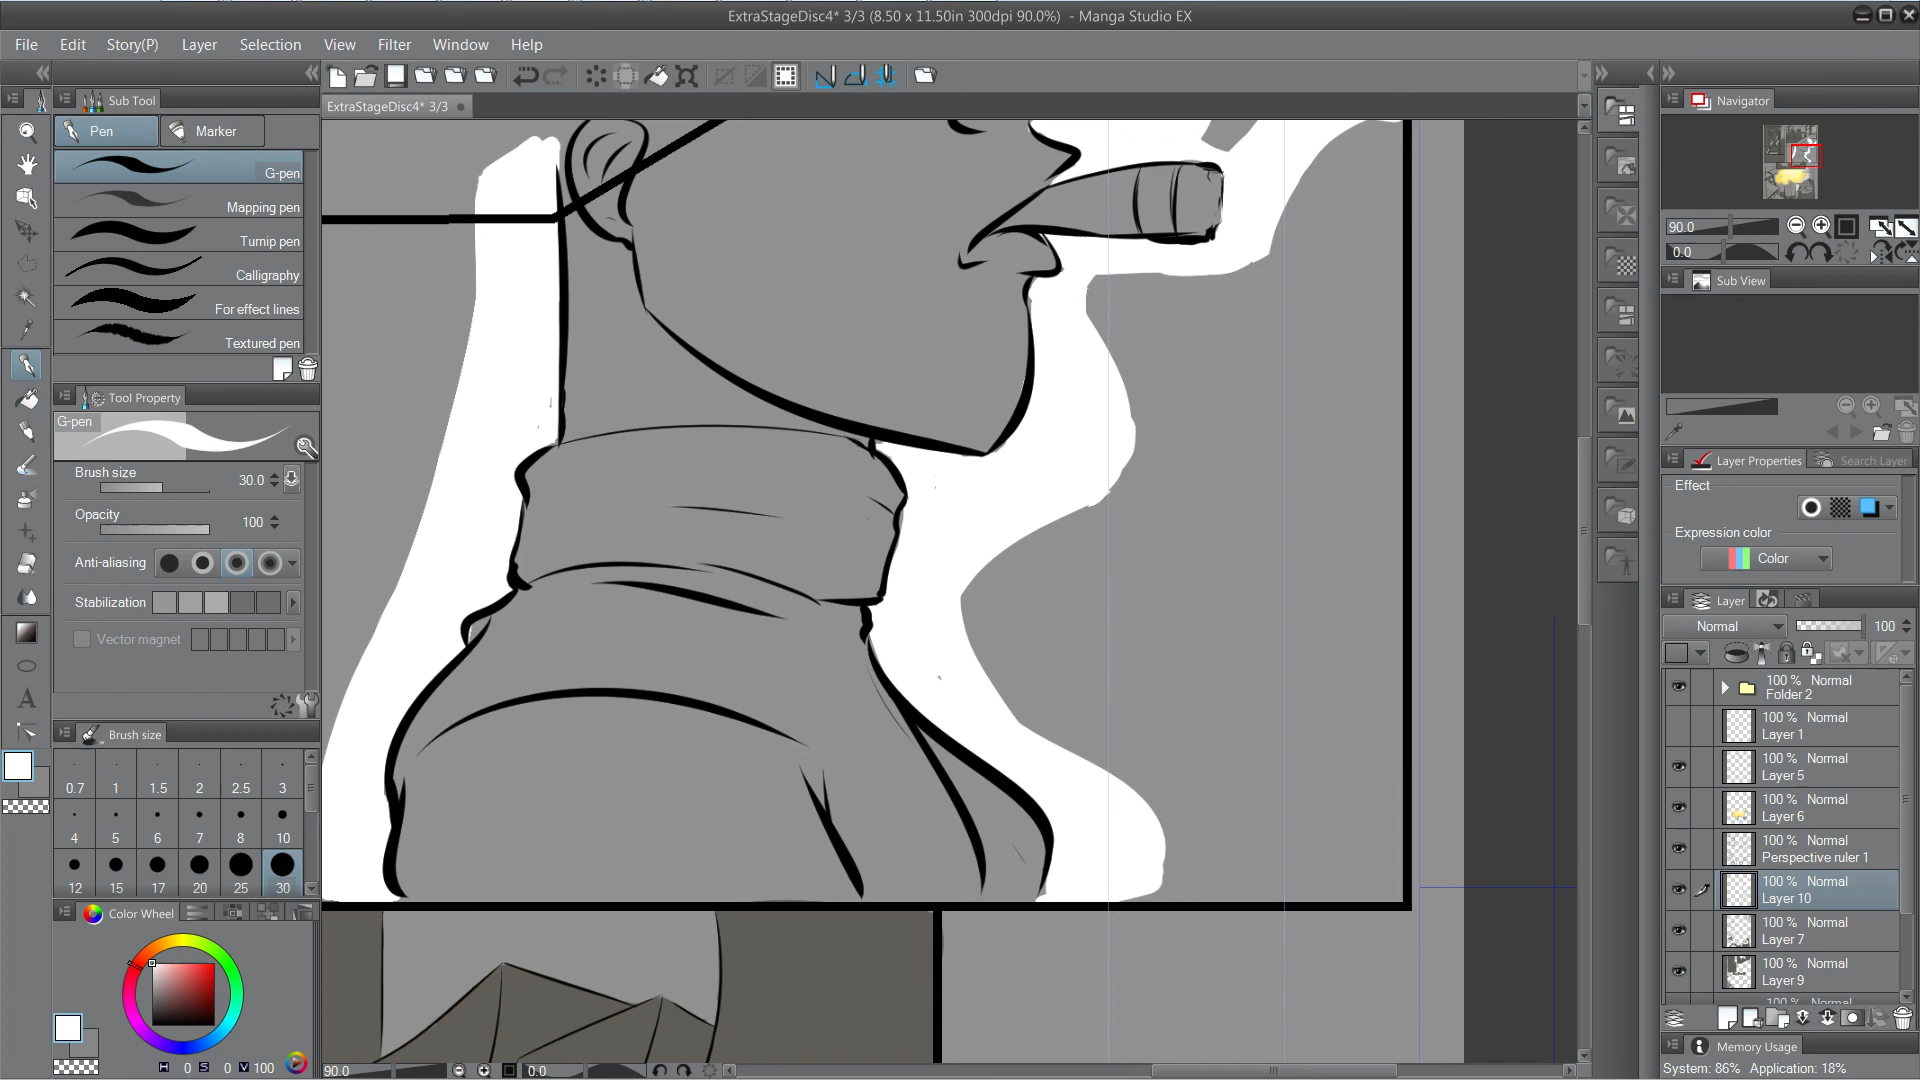 ExtraStageDisc4* 3/3 (8.50 x 11.50in 300dpi 90.0%) - Manga Studio EX
File Edit Story(P) Layer Selection View Filter Window Help
Sub Tool
Pen Marker
G-pen
Mapping pen
Turnip pen
Calligraphy
For effect lines
Textured pen
Tool Property
G-pen
Brush size 30.0
Opacity 100
Anti-aliasing
Stabilization
Vector magnet
Brush size
0.7 1 1.5 2 2.5 3
4 5 6 7 8 10
12 15 17 20 25 30
Color Wheel
H 0 S 0 V 100
ExtraStageDisc4* 3/3
90.0 0.0
Navigator
90.0
0.0
Sub View
Layer Properties Search Layer
Effect
Expression color
Color
Layer
Normal 100
100 % Normal
Folder 2
100 % Normal
Layer 1
100 % Normal
Layer 5
100 % Normal
Layer 6
100 % Normal
Perspective ruler 1
100 % Normal
Layer 10
100 % Normal
Layer 7
100 % Normal
Layer 9
100 % Normal
Memory Usage
System: 86% Application: 18%